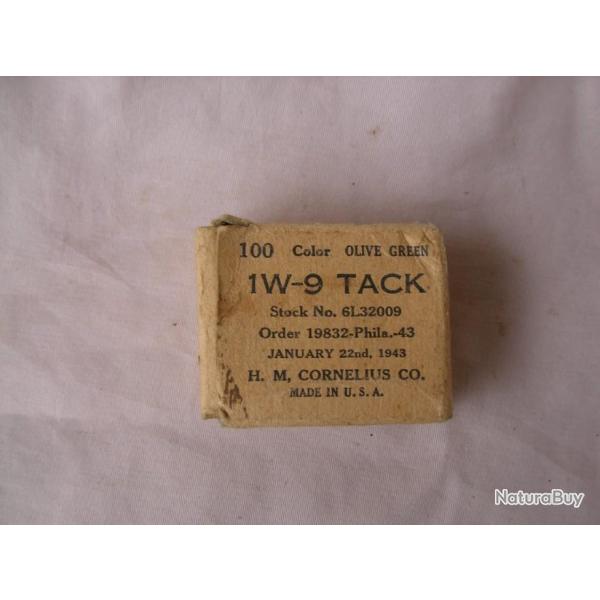 100 Color OLIVE GREEN
1W-9 TACK
Stock No. 6L32009
Order 19832-Phila.-43
JANUARY 22nd, 1943
H. M, CORNELIUS CO.
MADE IN U. S. A.
NaturaBuy